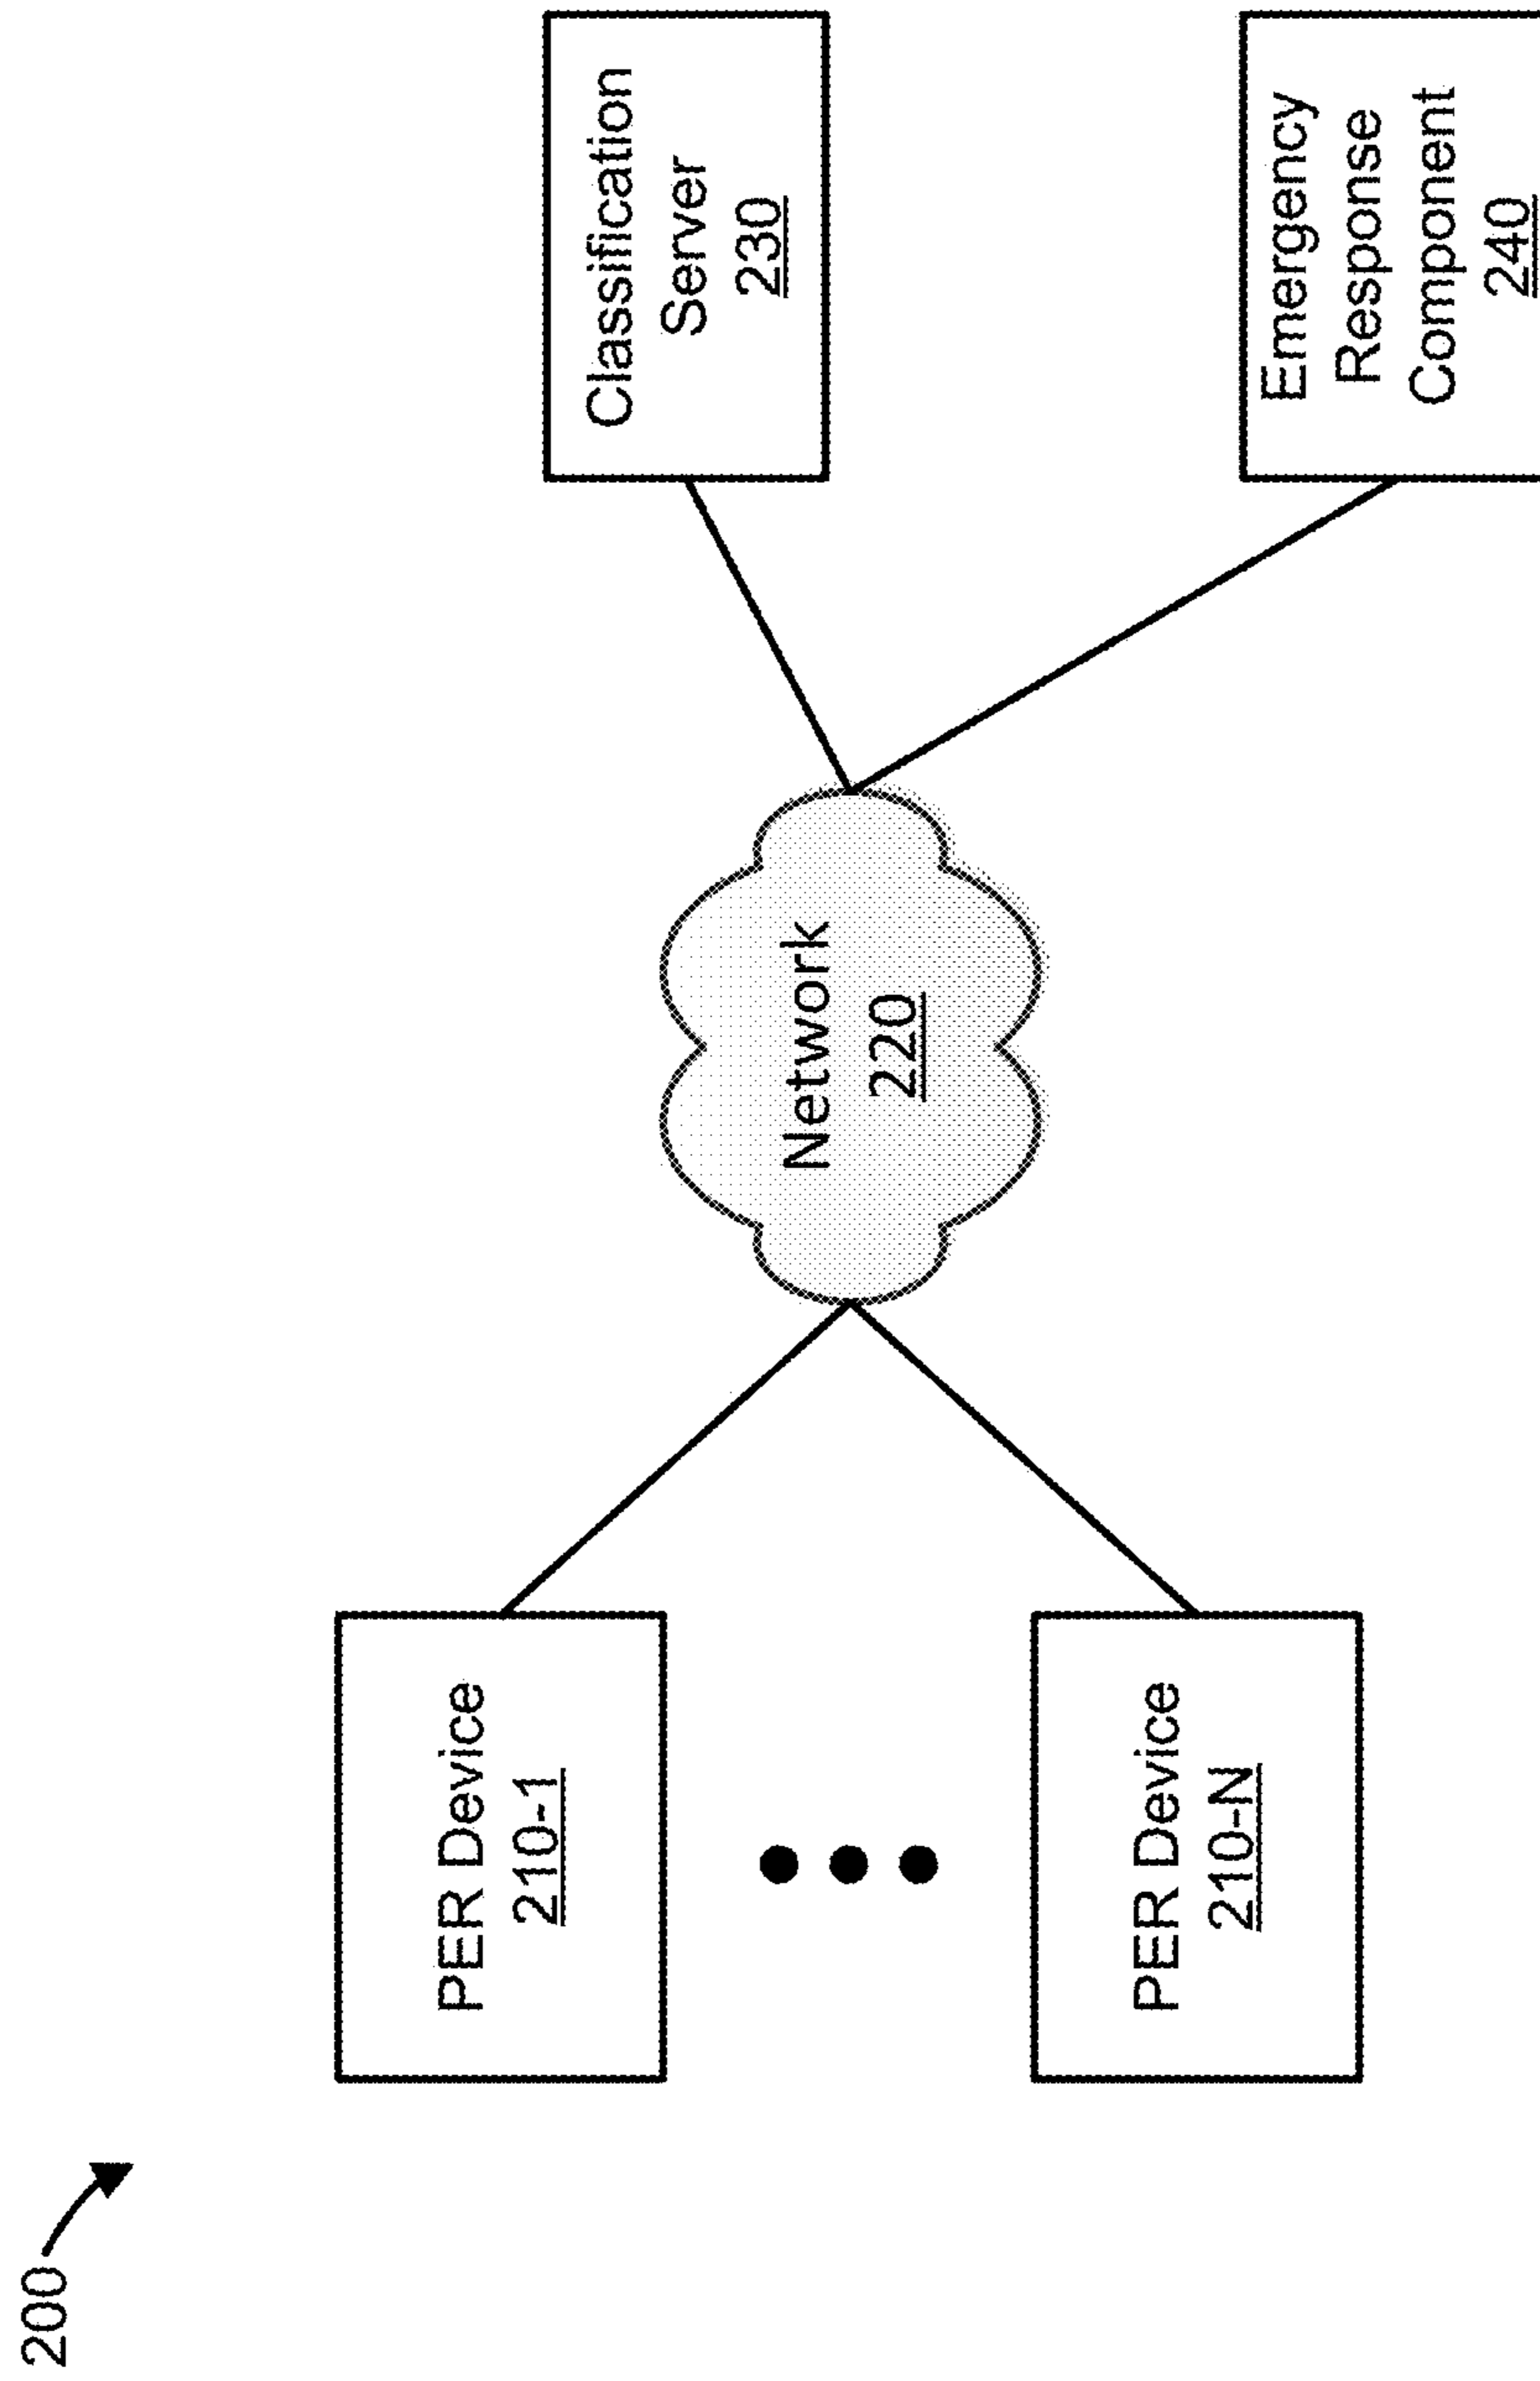 200
PER Device
210-1
PER Device
210-N
Network
220
Classification
Server
230
Emergency
Response
Component
240